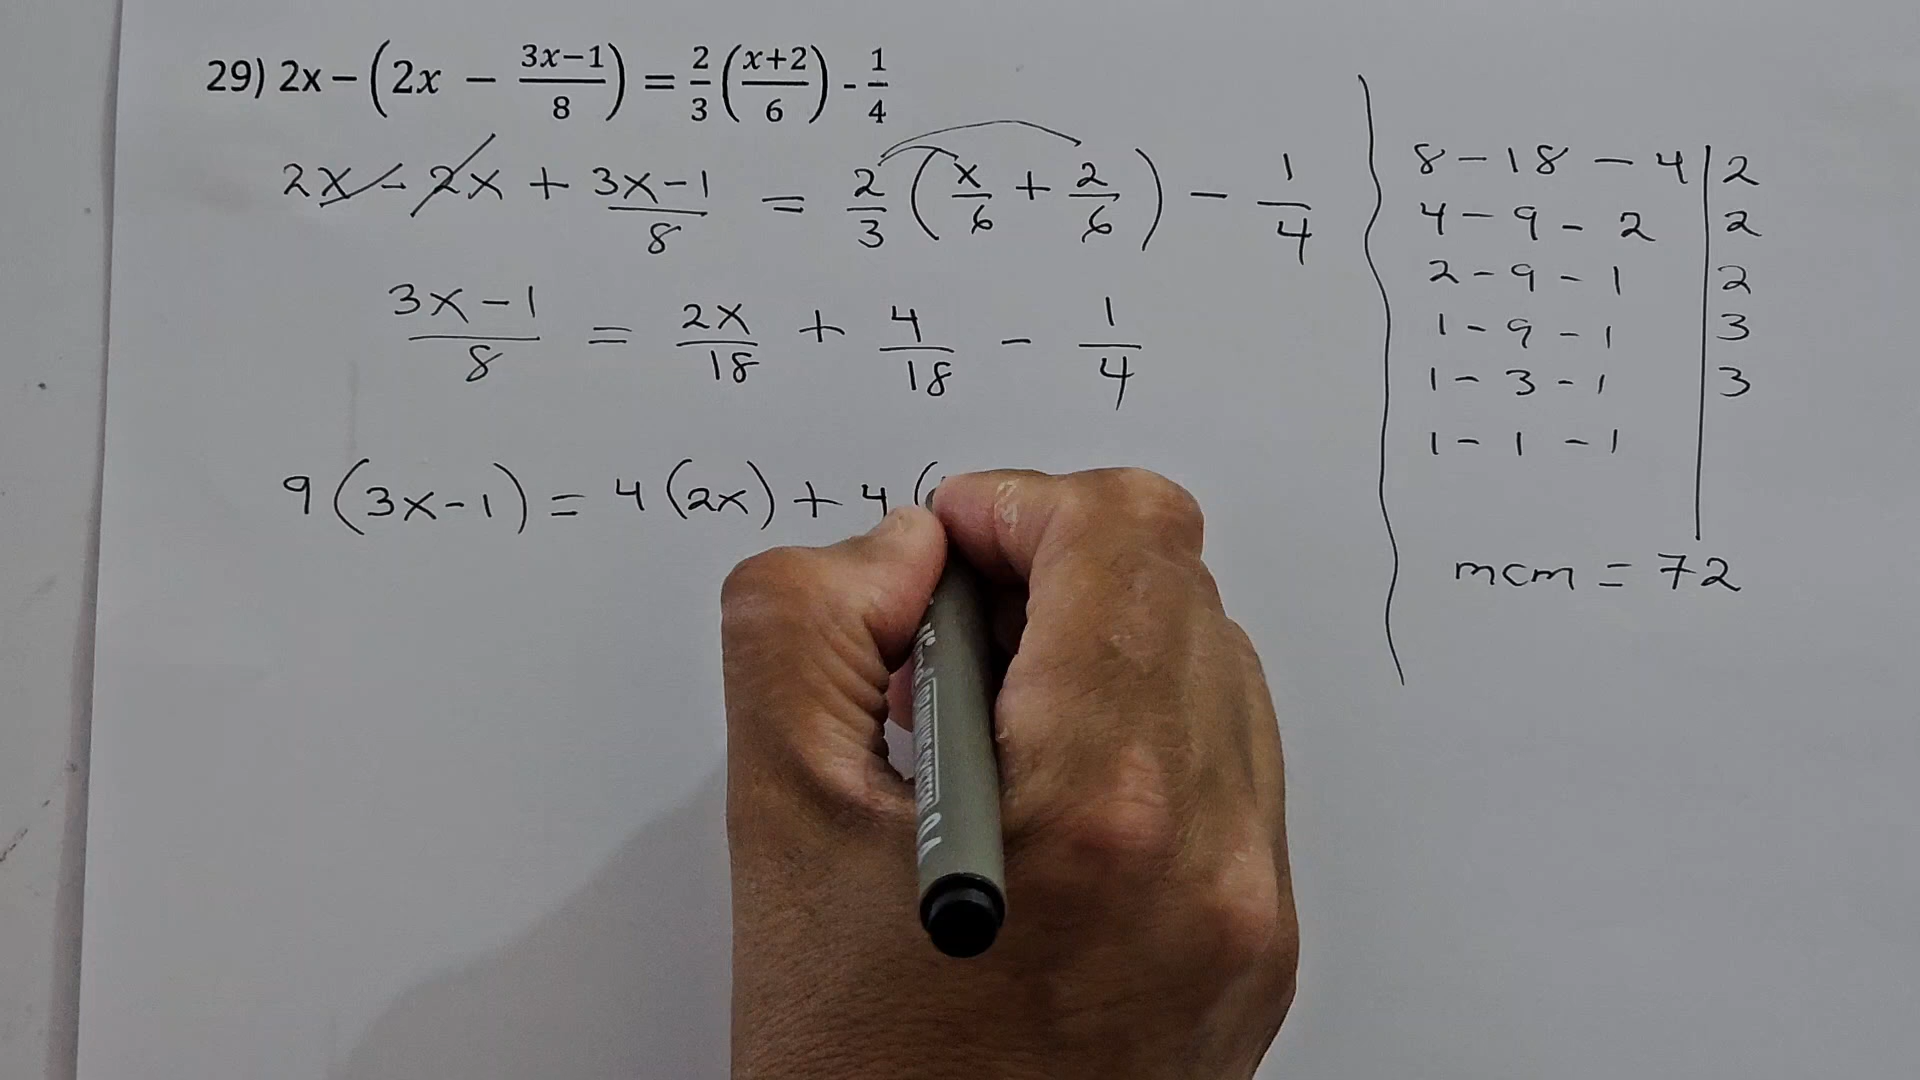 29) 2x – (2x – (3x–1)/8) = 2/3 ((x+2)/6) - 1/4
2x - 2x + (3x-1)/8 = 2/3 (x/6 + 2/6) - 1/4
(3x-1)/8 = 2x/18 + 4/18 - 1/4
9(3x-1) = 4(2x) + 4(
8 - 18 - 4 | 2
4 - 9 - 2 | 2
2 - 9 - 1 | 2
1 - 9 - 1 | 3
1 - 3 - 1 | 3
1 - 1 - 1
mcm = 72